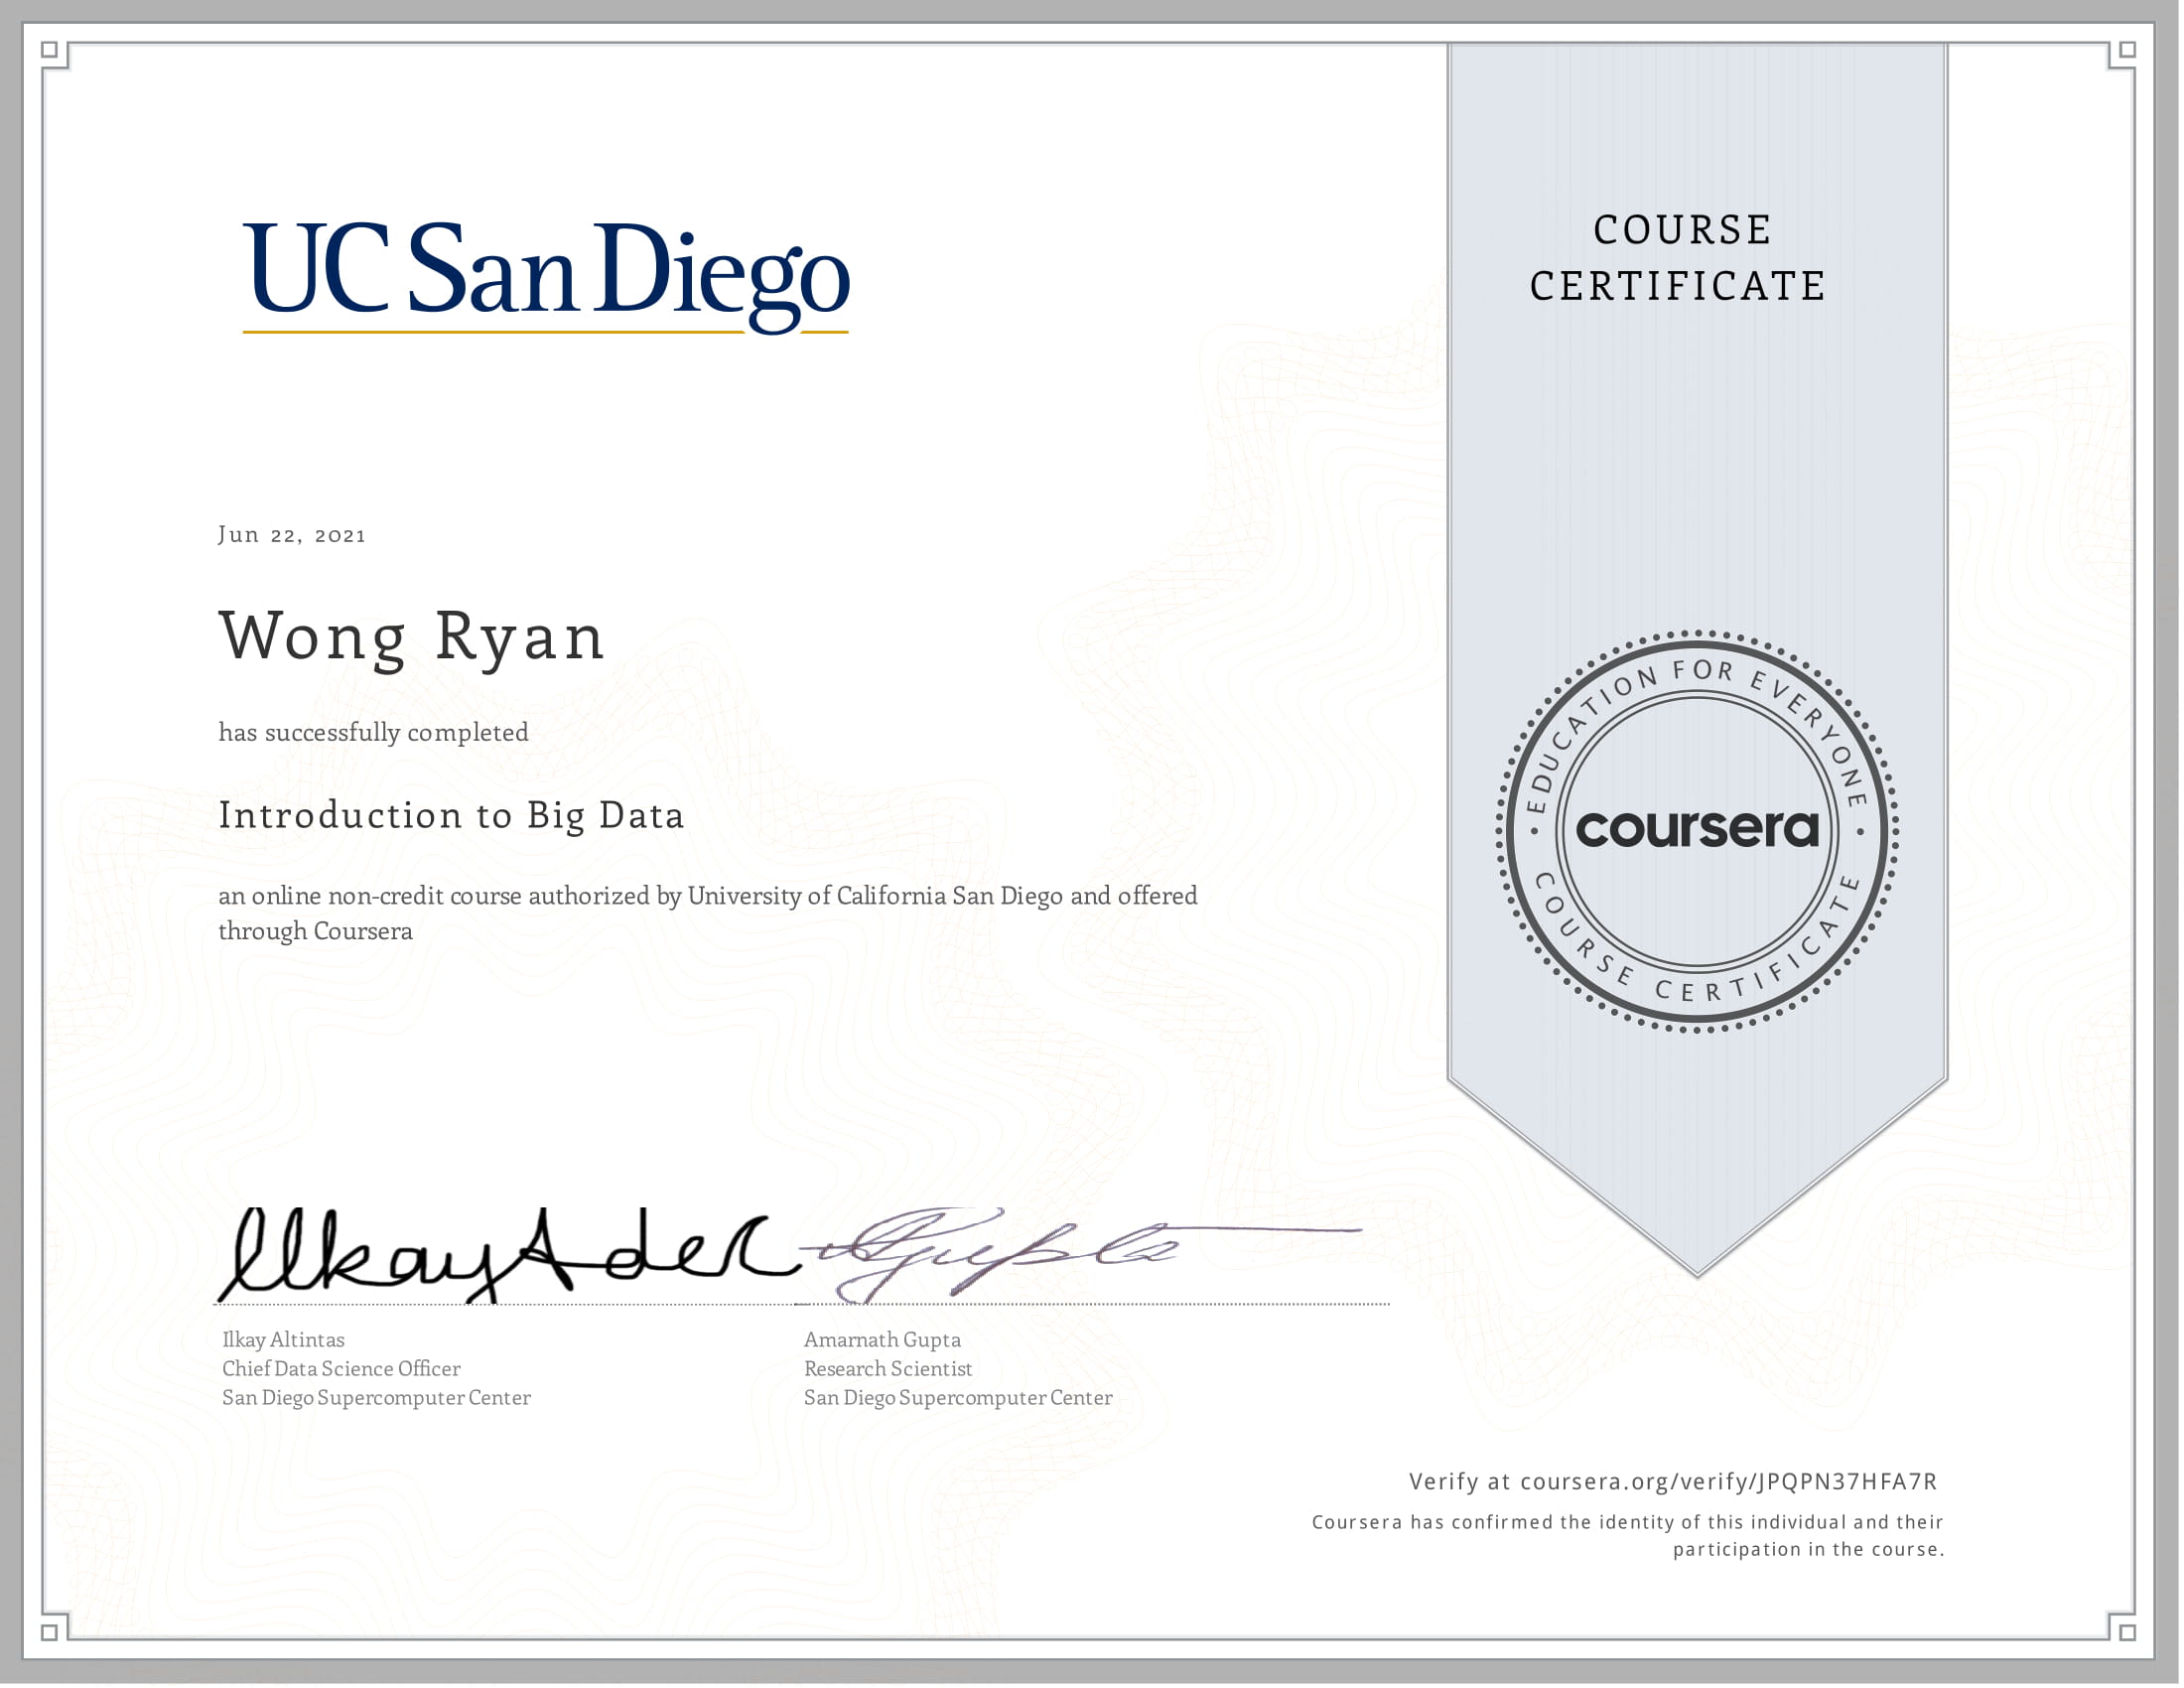 UC San Diego
COURSE
CERTIFICATE
Jun 22, 2021
Wong Ryan
has successfully completed
Introduction to Big Data
an online non-credit course authorized by University of California San Diego and offered
through Coursera
EDUCATION FOR EVERYONE
coursera
COURSE CERTIFICATE
Ilkay Altintas
Chief Data Science Officer
San Diego Supercomputer Center
Amarnath Gupta
Research Scientist
San Diego Supercomputer Center
Verify at coursera.org/verify/JPQPN37HFA7R
Coursera has confirmed the identity of this individual and their
participation in the course.